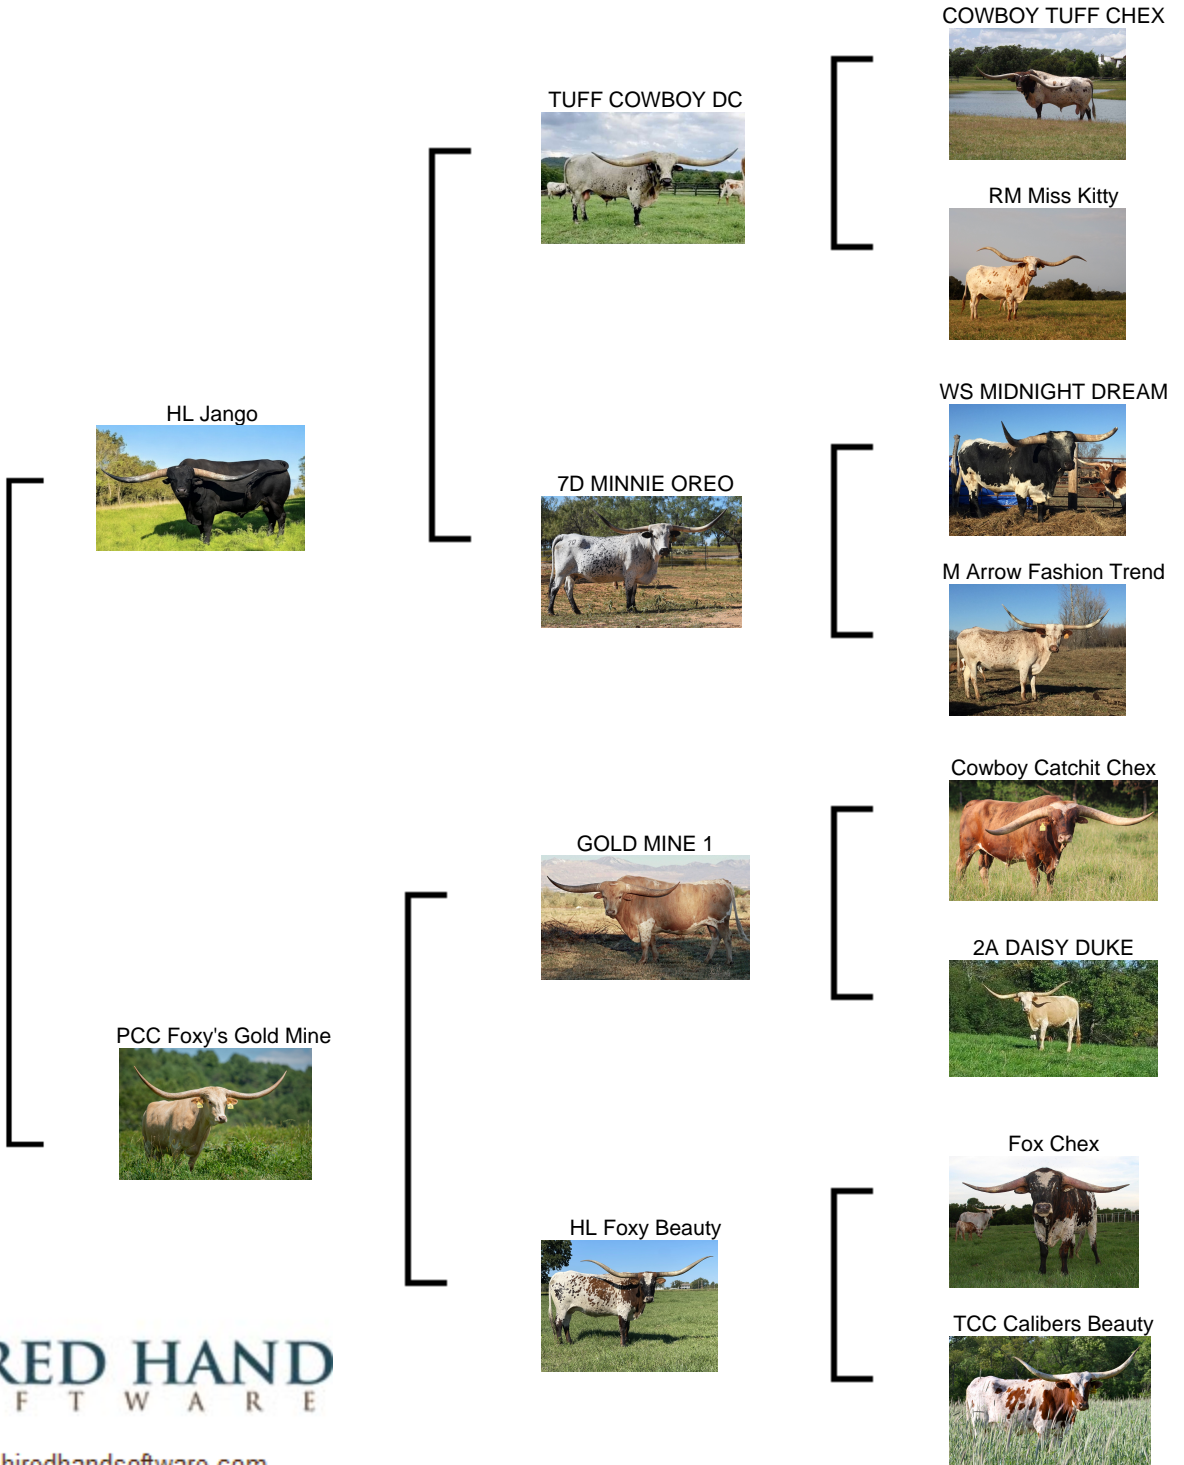 COWBOY TUFF CHEX
TUFF COWBOY DC
RM Miss Kitty
WS MIDNIGHT DREAM
HL Jango
7D MINNIE OREO
M Arrow Fashion Trend
Cowboy Catchit Chex
GOLD MINE 1
2A DAISY DUKE
PCC Foxy's Gold Mine
Fox Chex
HL Foxy Beauty
TCC Calibers Beauty
RED HAND
F T W A R E
hiredhandsoftware.com